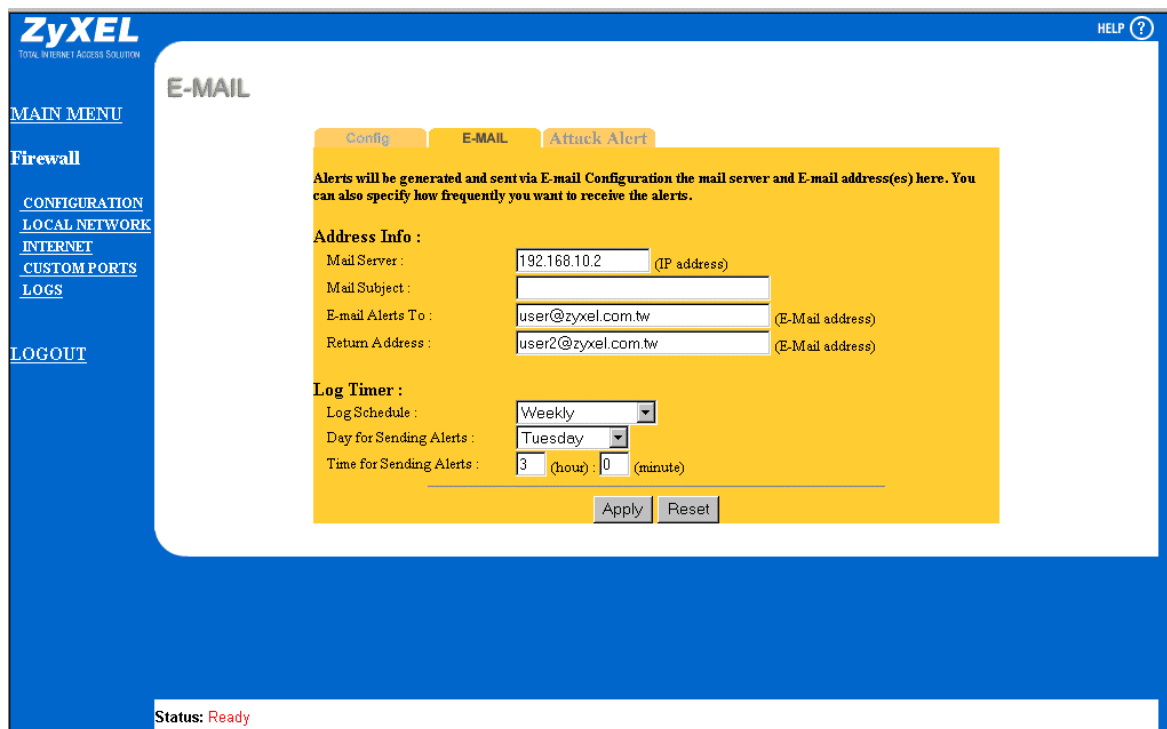 ZyXEL
TOTAL INTERNET ACCESS SOLUTION
HELP ?
E-MAIL
MAIN MENU
Firewall
CONFIGURATION
LOCAL NETWORK
INTERNET
CUSTOM PORTS
LOGS
LOGOUT
Config E-MAIL Attack Alert
Alerts will be generated and sent via E-mail Configuration the mail server and E-mail address(es) here. You
can also specify how frequently you want to receive the alerts.
Address Info :
Mail Server : 192.168.10.2 (IP address)
Mail Subject :
E-mail Alerts To : user@zyxel.com.tw (E-Mail address)
Return Address : user2@zyxel.com.tw (E-Mail address)
Log Timer :
Log Schedule : Weekly
Day for Sending Alerts : Tuesday
Time for Sending Alerts : 3 (hour) : 0 (minute)
Apply Reset
Status: Ready